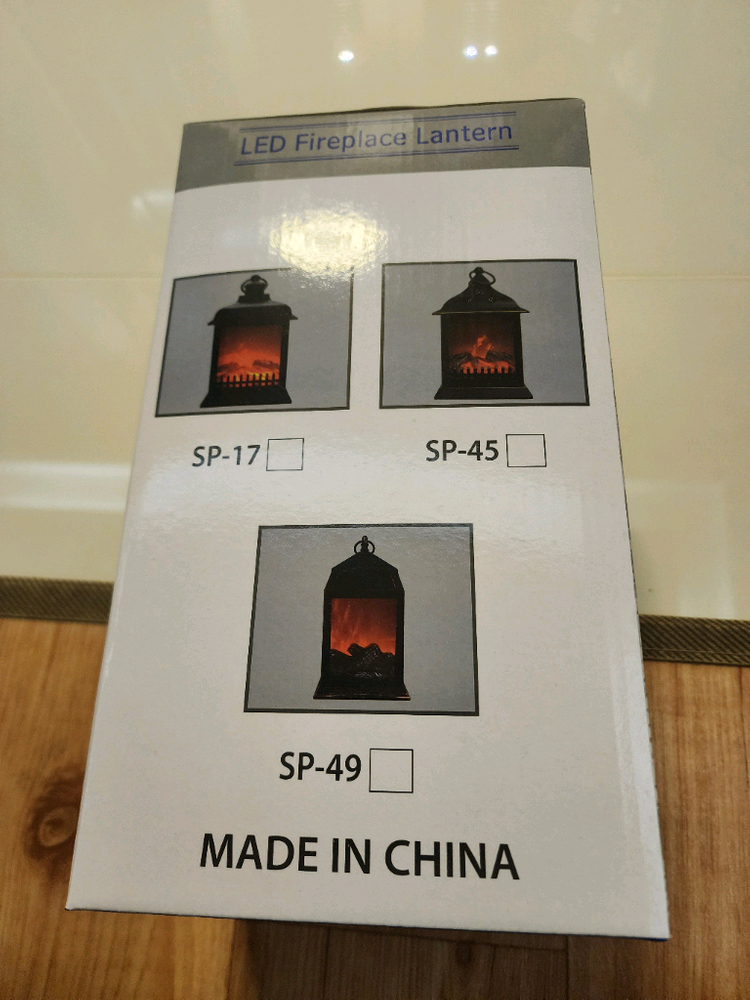 LED Fireplace Lantern
SP-17 SP-45
SP-49
MADE IN CHINA